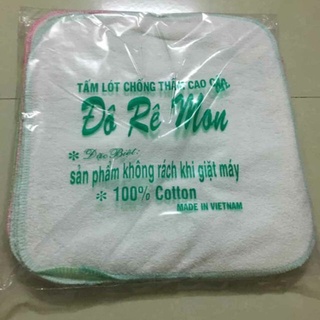 TẤM LÓT CHỐNG THẤM CAO CẤP
Đô Rê Mon
* Đặc Biệt:
sản phẩm không rách khi giặt máy
* 100% Cotton
MADE IN VIETNAM